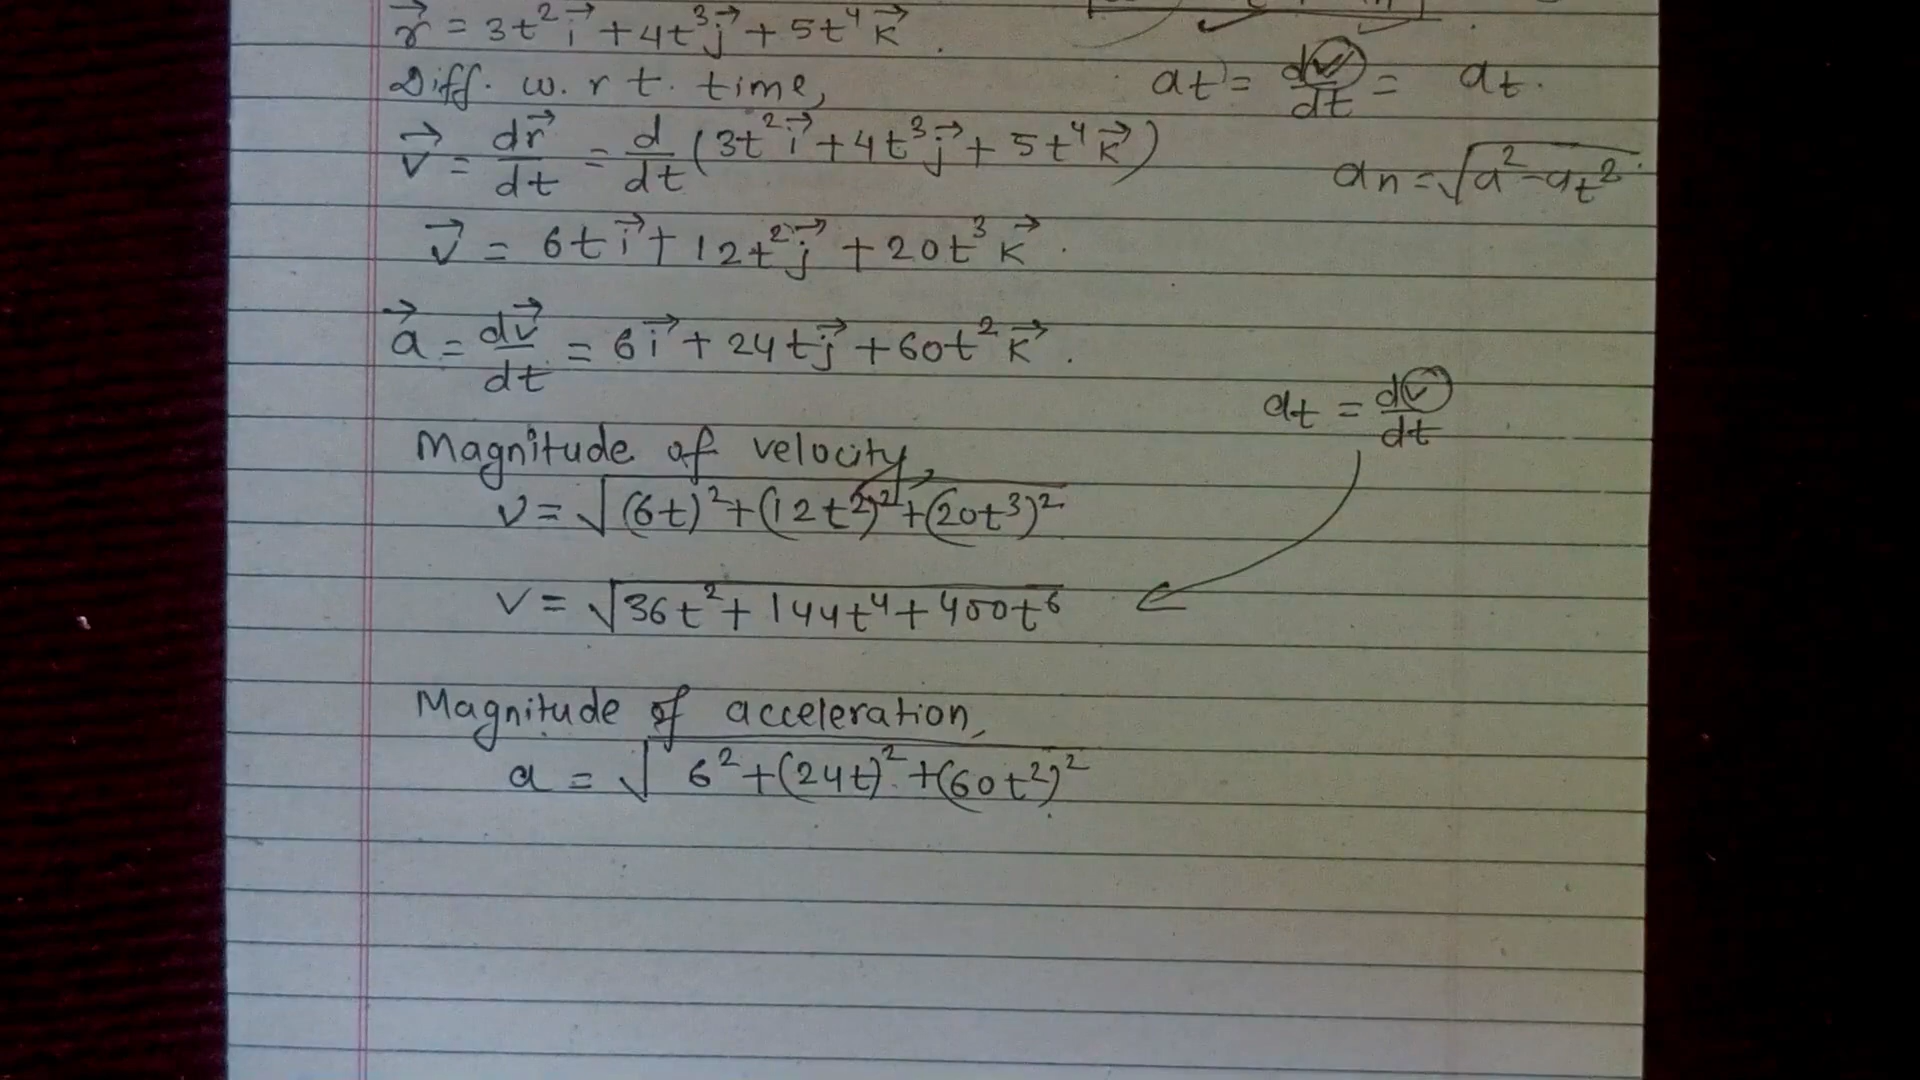 r⃗ = 3t² i⃗ + 4t³ j⃗ + 5t⁴ k⃗ .
Diff. w. r t. time,
at = dv/dt = at.
v⃗ = dr⃗/dt = d/dt (3t² i⃗ + 4t³ j⃗ + 5t⁴ k⃗)
an = √(a² - at²)
v⃗ = 6t i⃗ + 12t² j⃗ + 20t³ k⃗ .
a⃗ = dv⃗/dt = 6 i⃗ + 24t j⃗ + 60t² k⃗ .
at = dv/dt
Magnitude of velocity,
v = √((6t)² + (12t²)² + (20t³)²)
v = √(36t² + 144t⁴ + 400t⁶)
Magnitude of acceleration,
a = √(6² + (24t)² + (60t²)²)